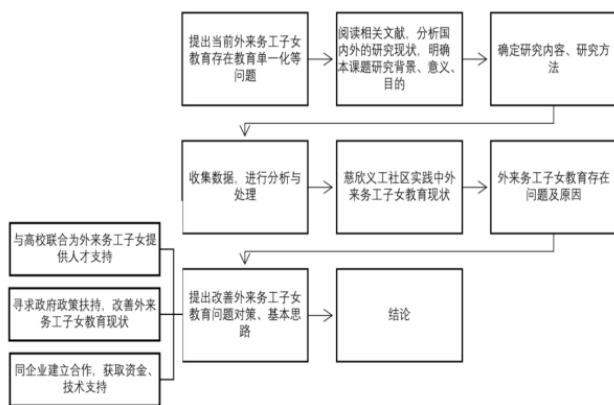 提出当前外来务工子女
教育存在教育单一化等
问题
阅读相关文献，分析国
内外的研究现状，明确
本课题研究背景、意义、
目的
确定研究内容、研究方
法
收集数据，进行分析与
处理
慈欣义工社区实践中外
来务工子女教育现状
外来务工子女教育存在
问题及原因
与高校联合为外来务工子女提
供人才支持
寻求政府政策扶持，改善外来
务工子女教育现状
同企业建立合作，获取资金、
技术支持
提出改善外来务工子女
教育问题对策、基本思
路
结论